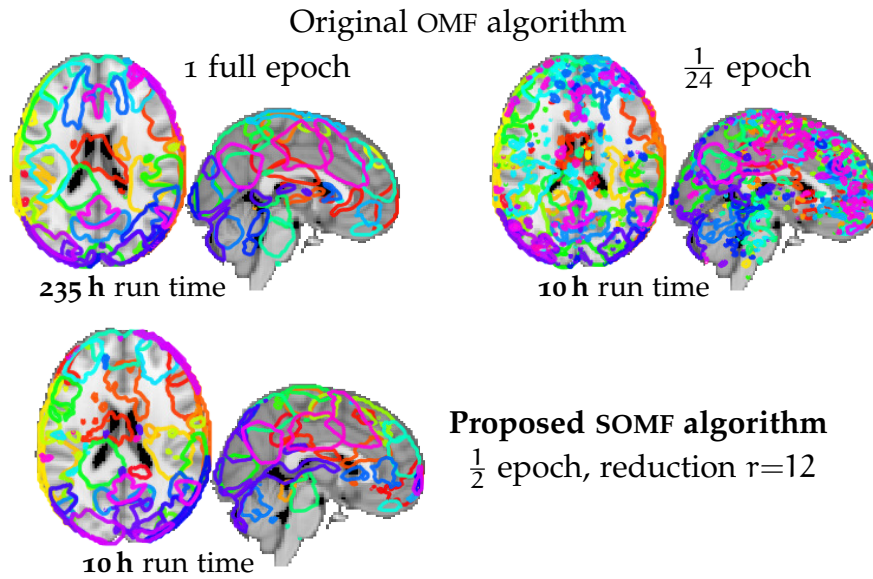 Original OMF algorithm
1 full epoch
1/24 epoch
235 h run time
10 h run time
Proposed SOMF algorithm
1/2 epoch, reduction r=12
10 h run time